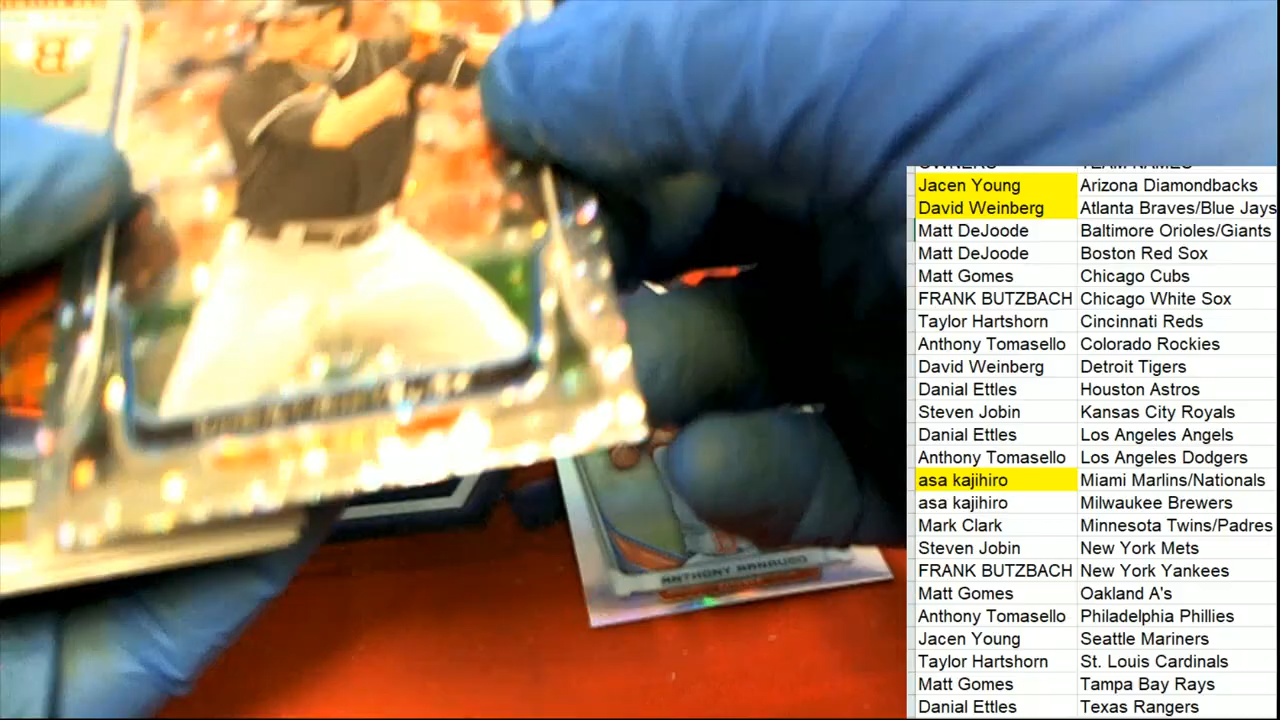 OWNERS TEAM NAMES
Jacen Young Arizona Diamondbacks
David Weinberg Atlanta Braves/Blue Jays
Matt DeJoode Baltimore Orioles/Giants
Matt DeJoode Boston Red Sox
Matt Gomes Chicago Cubs
FRANK BUTZBACH Chicago White Sox
Taylor Hartshorn Cincinnati Reds
Anthony Tomasello Colorado Rockies
David Weinberg Detroit Tigers
Danial Ettles Houston Astros
Steven Jobin Kansas City Royals
Danial Ettles Los Angeles Angels
Anthony Tomasello Los Angeles Dodgers
asa kajihiro Miami Marlins/Nationals
asa kajihiro Milwaukee Brewers
Mark Clark Minnesota Twins/Padres
Steven Jobin New York Mets
FRANK BUTZBACH New York Yankees
Matt Gomes Oakland A's
Anthony Tomasello Philadelphia Phillies
Jacen Young Seattle Mariners
Taylor Hartshorn St. Louis Cardinals
Matt Gomes Tampa Bay Rays
Danial Ettles Texas Rangers
B
ANTHONY RANAUDO